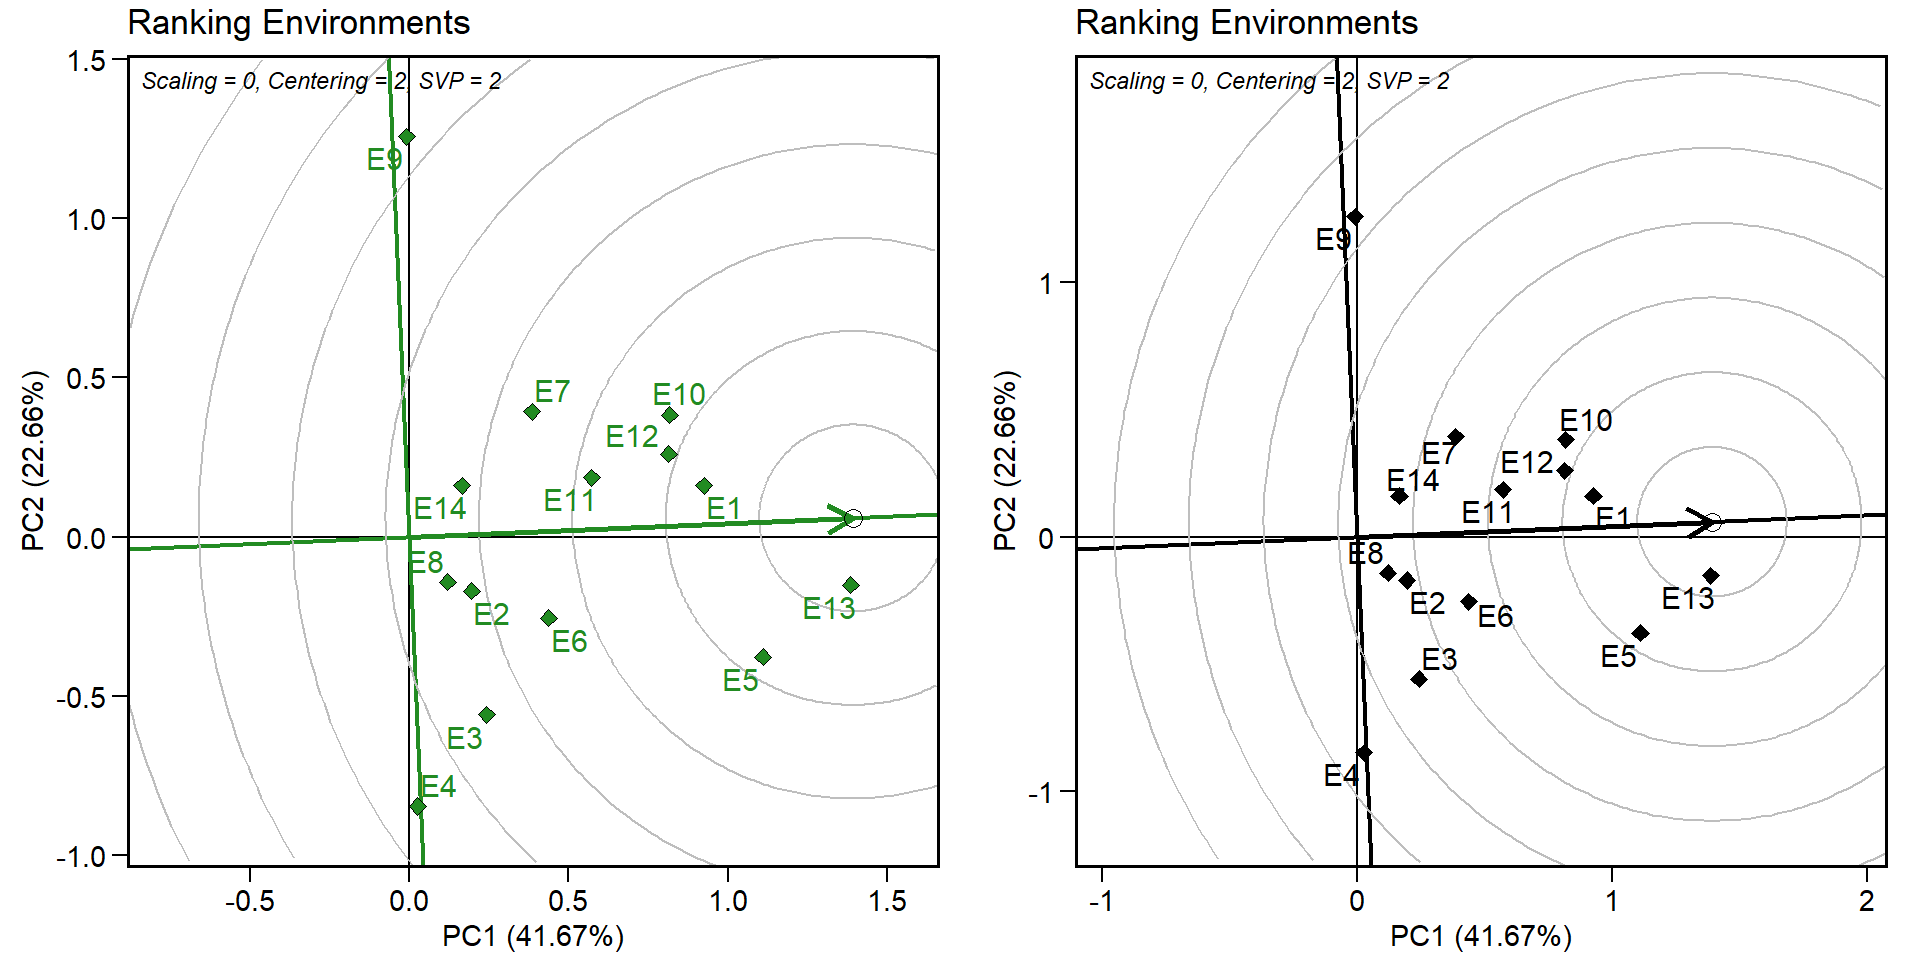 Ranking Environments
Scaling = 0, Centering = 2, SVP = 2
PC2 (22.66%)
1.5
1.0
0.5
0.0
-0.5
-1.0
E9
E7
E10
E12
E11
E14
E1
E8
E2
E6
E13
E5
E3
E4
-0.5
0.0
0.5
1.0
1.5
PC1 (41.67%)
Ranking Environments
Scaling = 0, Centering = 2, SVP = 2
PC2 (22.66%)
1
0
-1
E9
E10
E7
E12
E14
E11
E1
E8
E2
E6
E13
E5
E3
E4
-1
0
1
2
PC1 (41.67%)